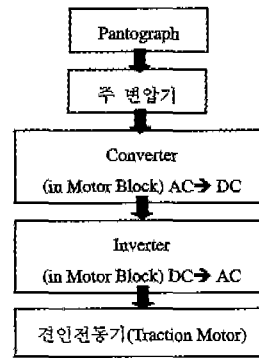 Pantograph
주 변압기
Converter
(in Motor Block) AC➔ DC
Inverter
(in Motor Block) DC➔ AC
견인전동기(Traction Motor)